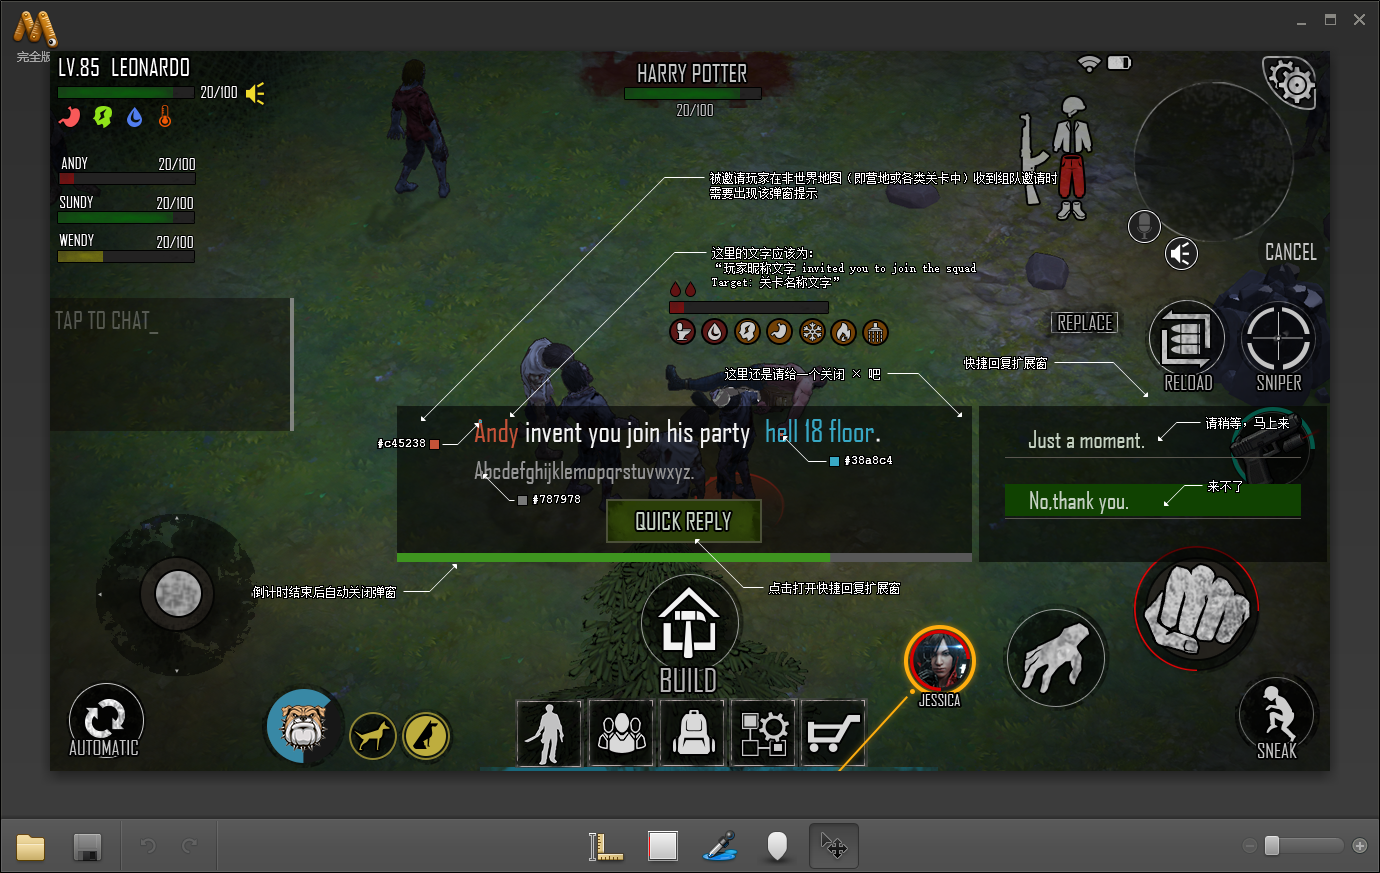 完全版
LV.85 LEONARDO
20/100
HARRY POTTER
20/100
ANDY 20/100
SUNDY 20/100
WENDY 20/100
被邀请玩家在非世界地图（即营地或各类关卡中）收到组队邀请时
需要出现该弹窗提示
这里的文字应该为：
“玩家昵称文字 invited you to join the squad
Target: 关卡名称文字”
CANCEL
TAP TO CHAT_
REPLACE
RELOAD
SNIPER
快捷回复扩展窗
这里还是请给一个关闭 × 吧
Andy invent you join his party hell 18 floor.
#c45238
#38a8c4
Abcdefghijklemopqrstuvwxyz.
#787978
QUICK REPLY
请稍等，马上来
Just a moment.
来不了
No,thank you.
倒计时结束后自动关闭弹窗
点击打开快捷回复扩展窗
BUILD
JESSICA
AUTOMATIC
SNEAK